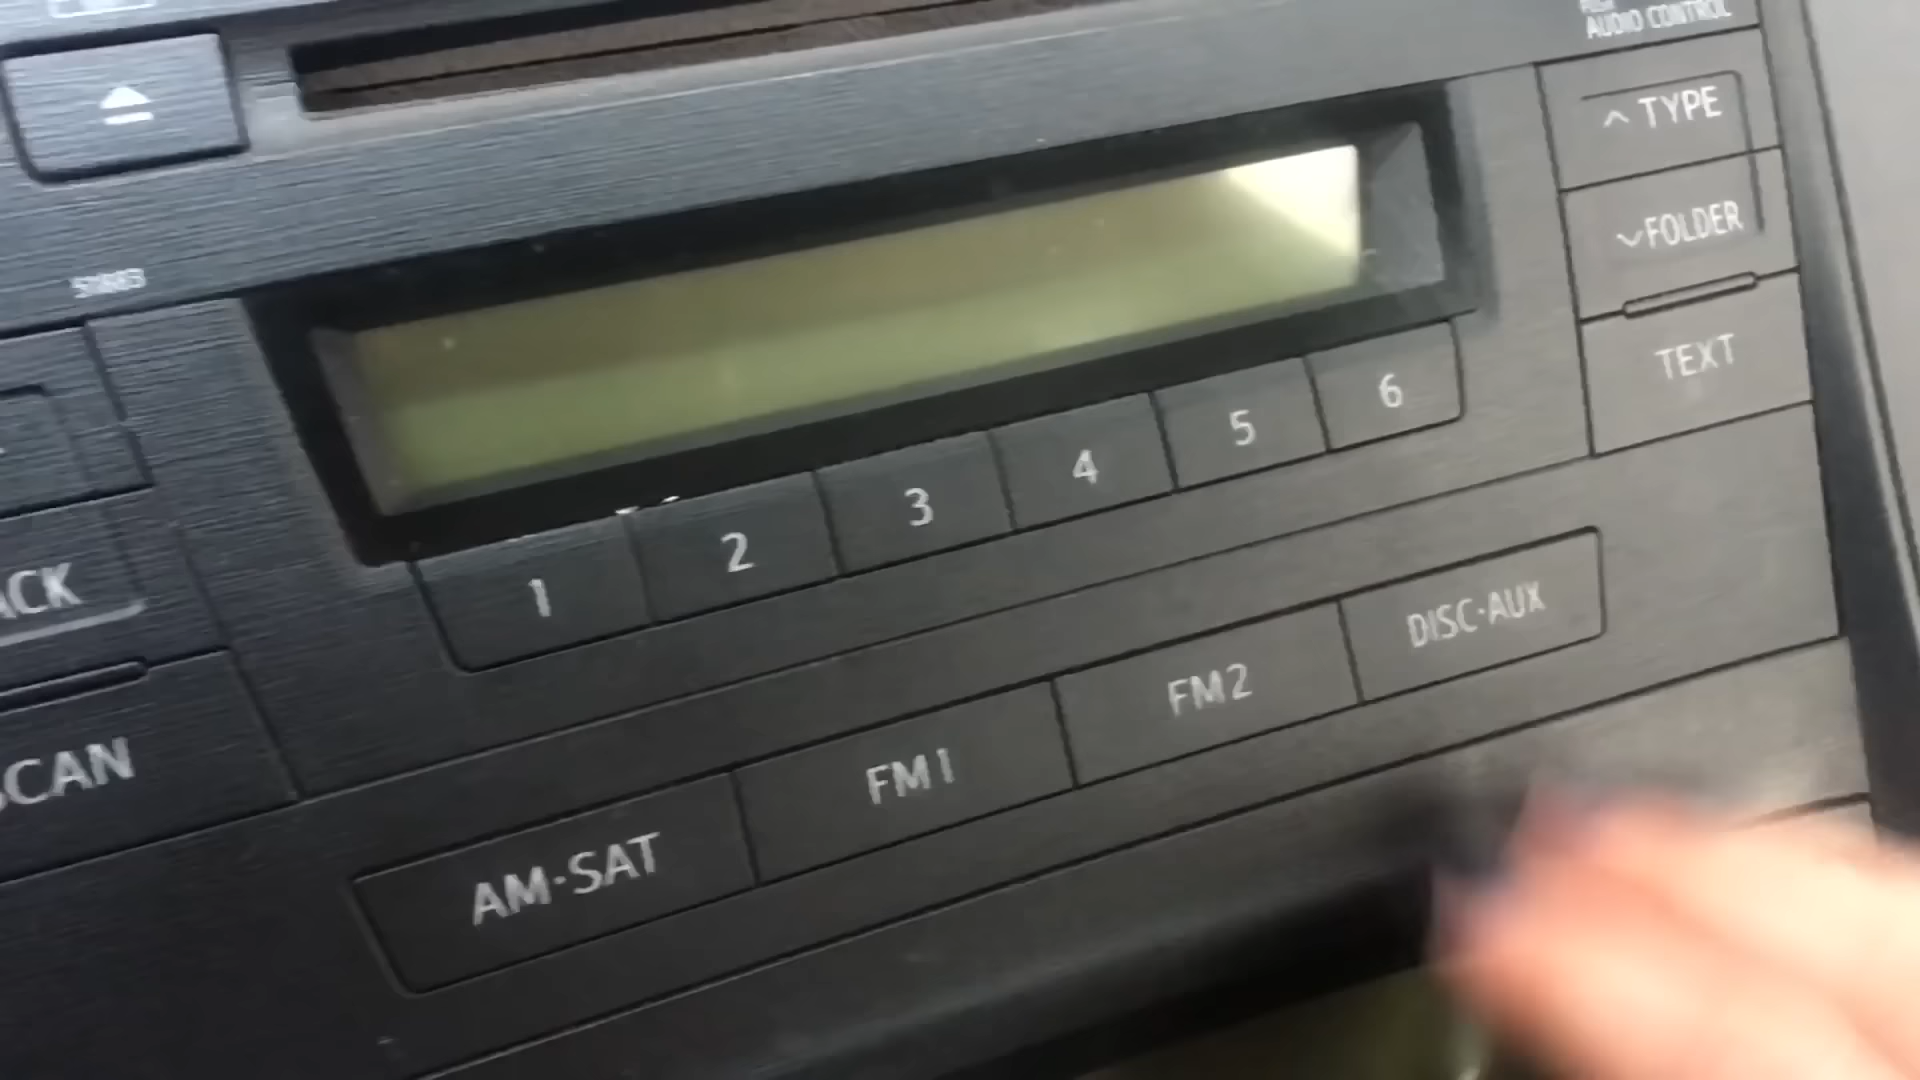 AUDIO CONTROL
^ TYPE
FOLDER
TEXT
1 2 3 4 5 6
ACK
SCAN
AM·SAT FM1 FM2 DISC·AUX